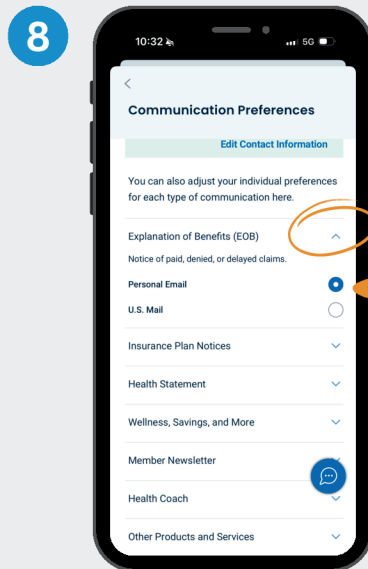 8
10:32
5G
Communication Preferences
Edit Contact Information
You can also adjust your individual preferences
for each type of communication here.
Explanation of Benefits (EOB)
Notice of paid, denied, or delayed claims.
Personal Email
U.S. Mail
Insurance Plan Notices
Health Statement
Wellness, Savings, and More
Member Newsletter
Health Coach
Other Products and Services